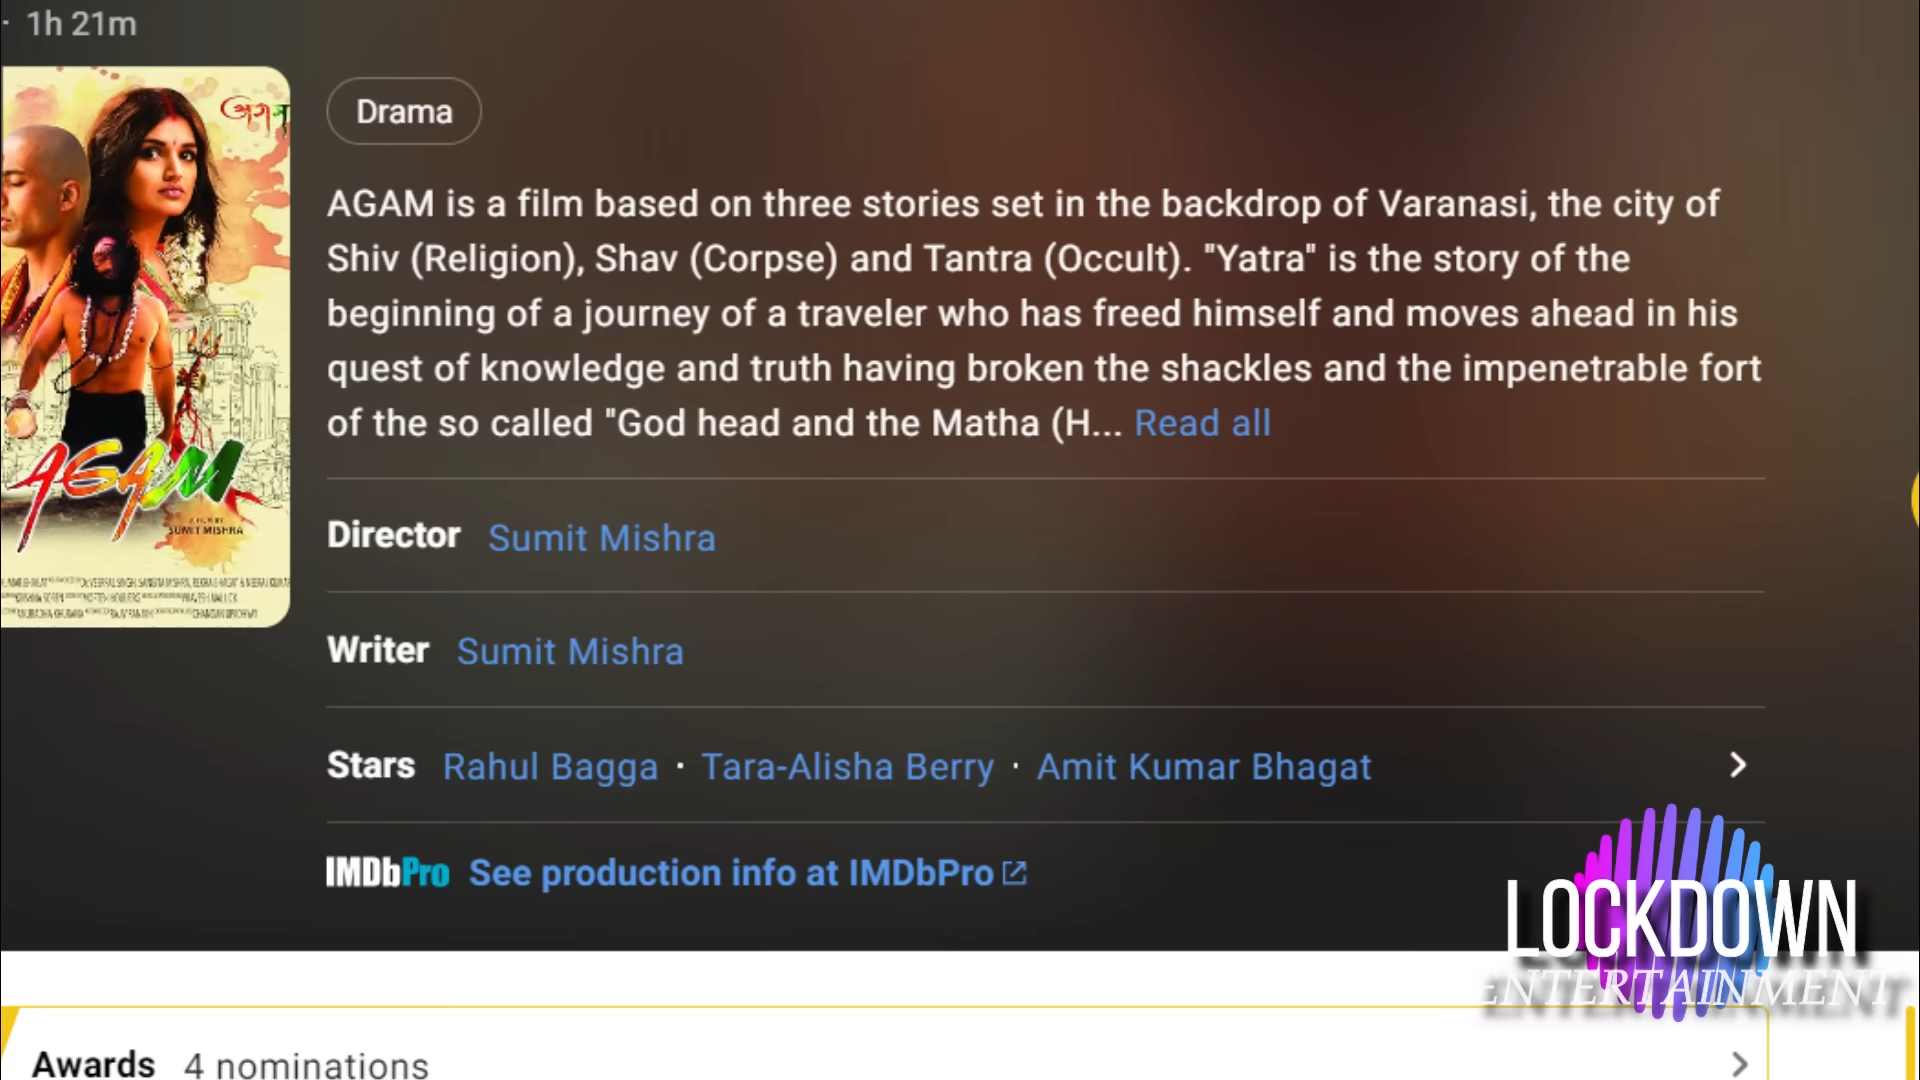 · 1h 21m
Drama
AGAM is a film based on three stories set in the backdrop of Varanasi, the city of
Shiv (Religion), Shav (Corpse) and Tantra (Occult). "Yatra" is the story of the
beginning of a journey of a traveler who has freed himself and moves ahead in his
quest of knowledge and truth having broken the shackles and the impenetrable fort
of the so called "God head and the Matha (H... Read all
अगम
AGAM
A FILM BY
SUMIT MISHRA
Director Sumit Mishra
Writer Sumit Mishra
Stars Rahul Bagga · Tara-Alisha Berry · Amit Kumar Bhagat
IMDbPro See production info at IMDbPro
LOCKDOWN
ENTERTAINMENT
Awards 4 nominations